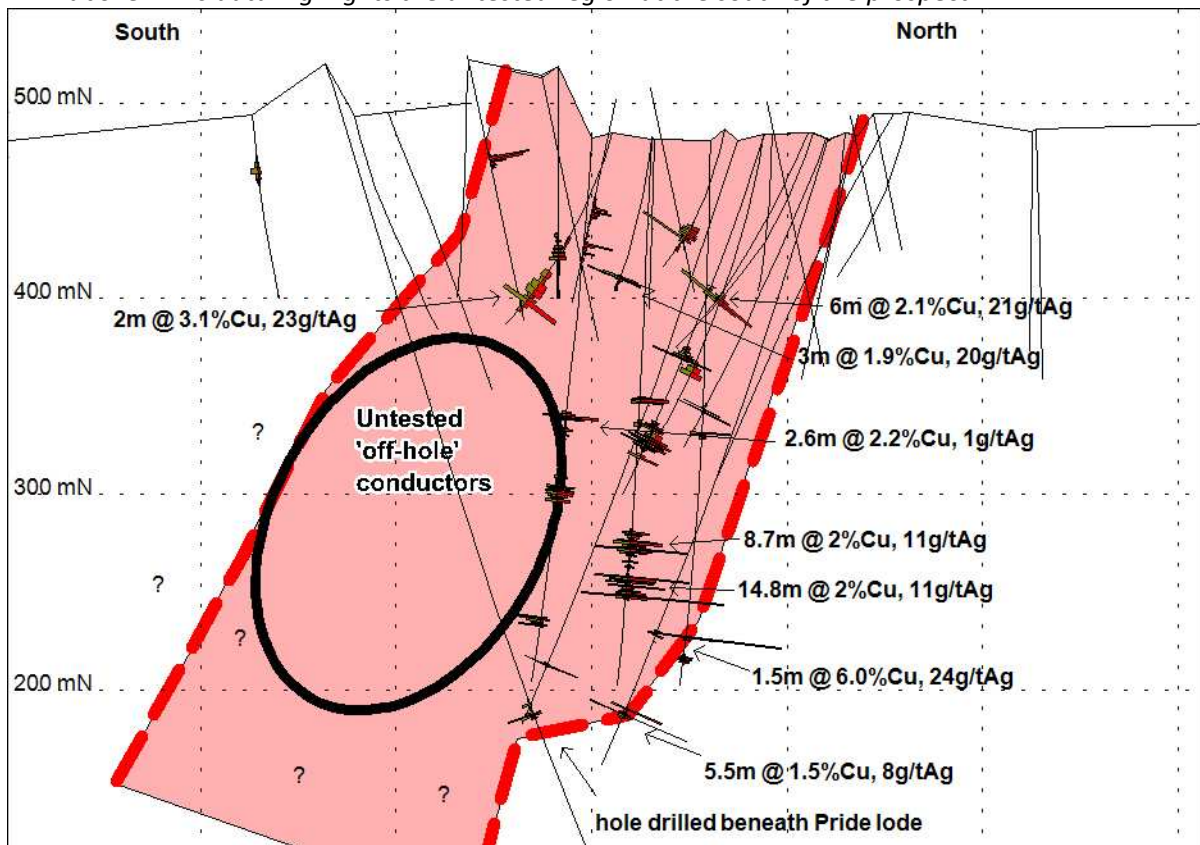 South
North
500 mN
400 mN
2m @ 3.1%Cu, 23g/tAg
6m @ 2.1%Cu, 21g/tAg
3m @ 1.9%Cu, 20g/tAg
Untested
'off-hole'
conductors
?
2.6m @ 2.2%Cu, 1g/tAg
300 mN
8.7m @ 2%Cu, 11g/tAg
?
14.8m @ 2%Cu, 11g/tAg
?
1.5m @ 6.0%Cu, 24g/tAg
200 mN
5.5m @ 1.5%Cu, 8g/tAg
?
?
hole drilled beneath Pride lode